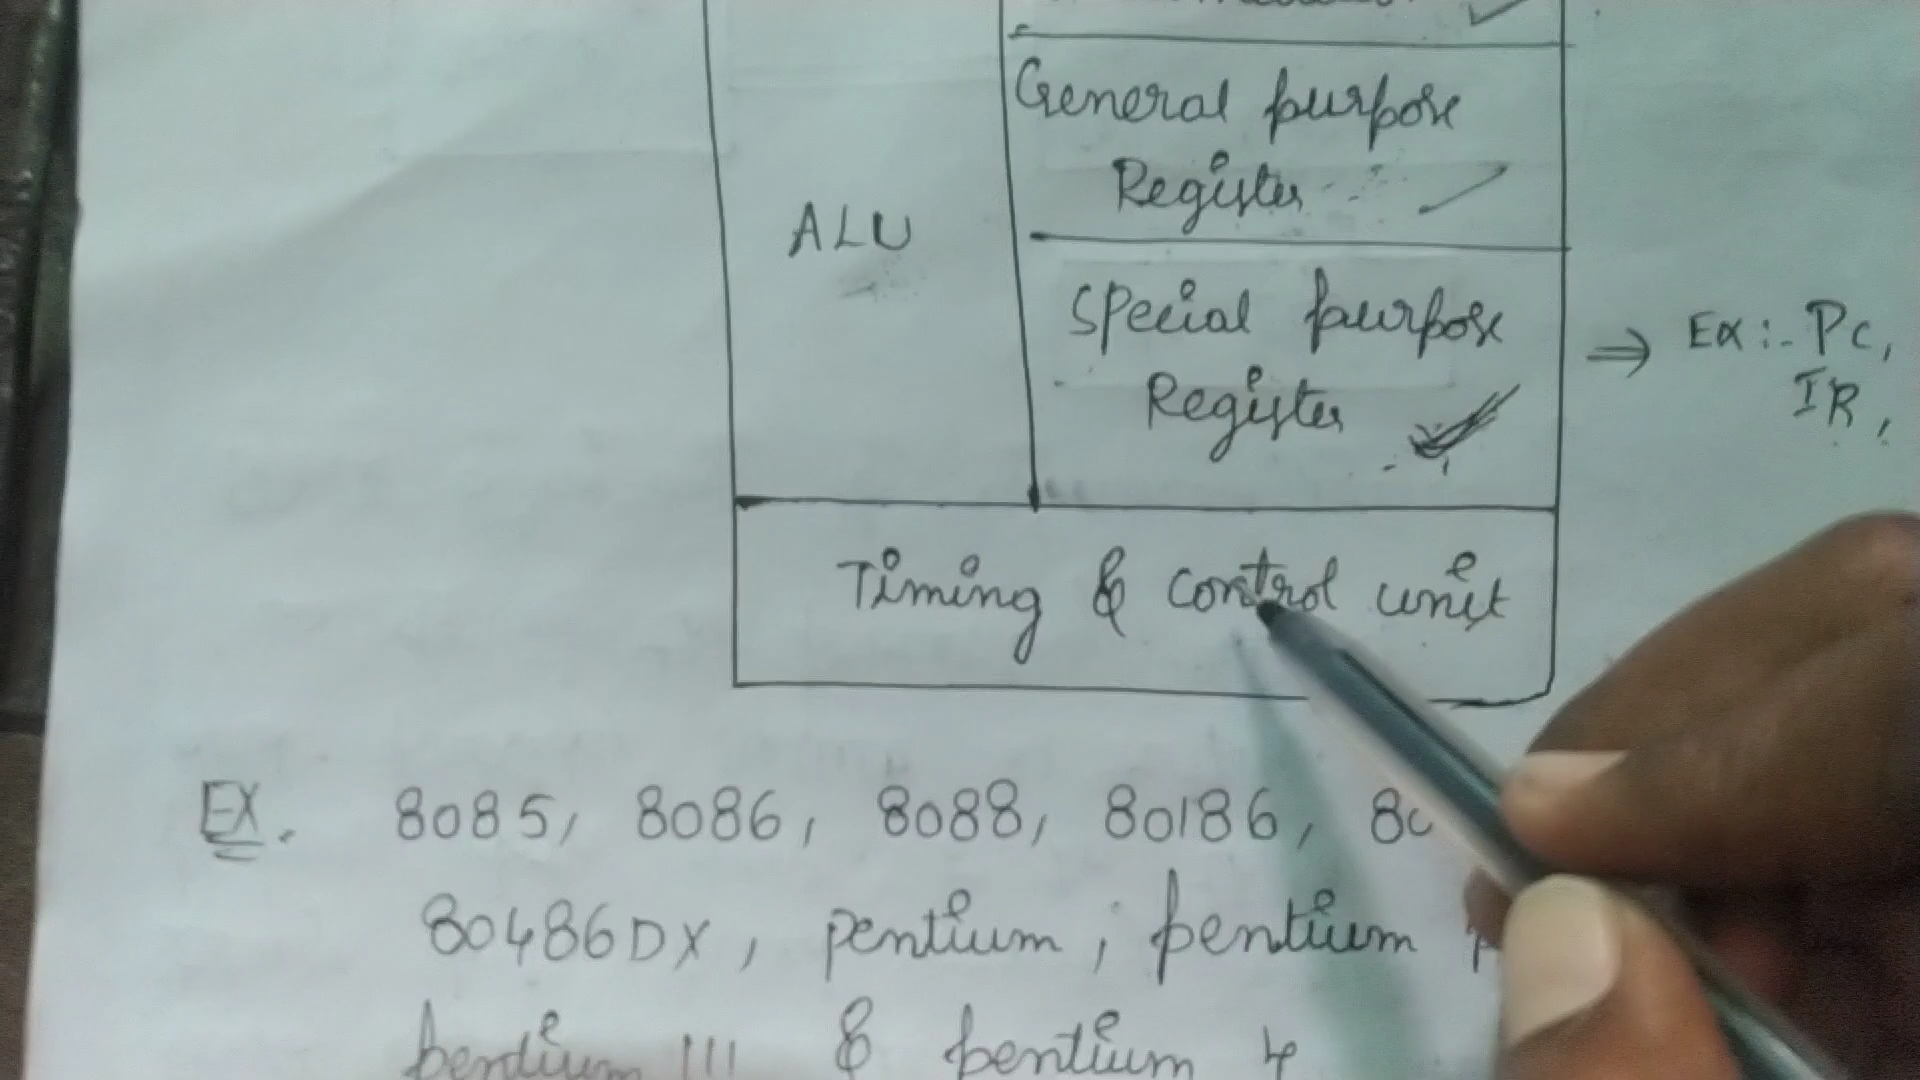 General purpose
Register
ALU
Special purpose
Register
⇒ Ex:- Pc,
IR,
Timing & control unit
EX. 8085, 8086, 8088, 80186,
80486DX, pentium, pentium
pentium III & pentium 4